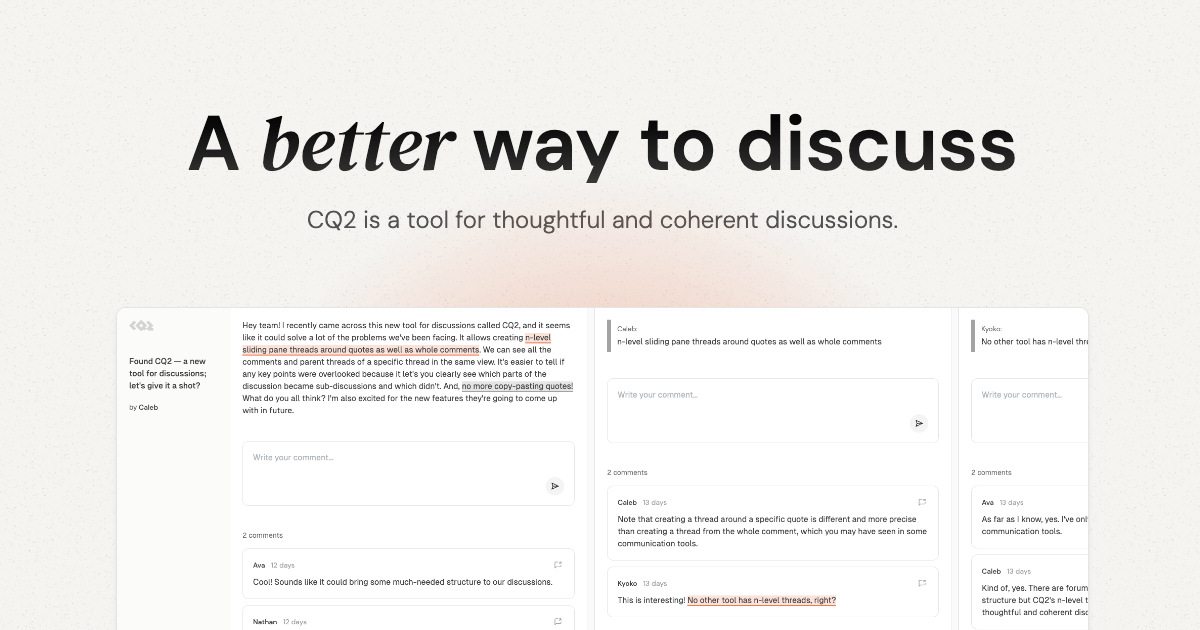 A better way to discuss
CQ2 is a tool for thoughtful and coherent discussions.
CQ2
Found CQ2 — a new
tool for discussions;
let's give it a shot?
by Caleb
Hey team! I recently came across this new tool for discussions called CQ2, and it seems
like it could solve a lot of the problems we've been facing. It allows creating n-level
sliding pane threads around quotes as well as whole comments. We can see all the
comments and parent threads of a specific thread in the same view. It's easier to tell if
any key points were overlooked because it let's you clearly see which parts of the
discussion became sub-discussions and which didn't. And, no more copy-pasting quotes!
What do you all think? I'm also excited for the new features they're going to come up
with in future.
Write your comment...
2 comments
Ava 12 days
Cool! Sounds like it could bring some much-needed structure to our discussions.
Nathan 12 days
Caleb:
n-level sliding pane threads around quotes as well as whole comments
Write your comment...
2 comments
Caleb 13 days
Note that creating a thread around a specific quote is different and more precise
than creating a thread from the whole comment, which you may have seen in some
communication tools.
Kyoko 13 days
This is interesting! No other tool has n-level threads, right?
Kyoko:
No other tool has n-level
Write your comment...
2 comments
Ava 13 days
As far as I know, yes. I've
communication tools.
Caleb 13 days
Kind of, yes. There are
structure but CQ2's n-level
thoughtful and coherent